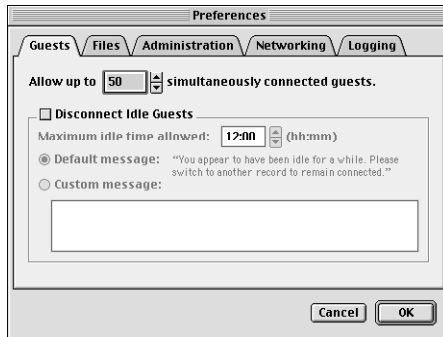 Preferences
Guests Files Administration Networking Logging
Allow up to 50 simultaneously connected guests.
Disconnect Idle Guests
Maximum idle time allowed: 12:00 (hh:mm)
Default message: “You appear to have been idle for a while. Please
switch to another record to remain connected.”
Custom message:
Cancel OK